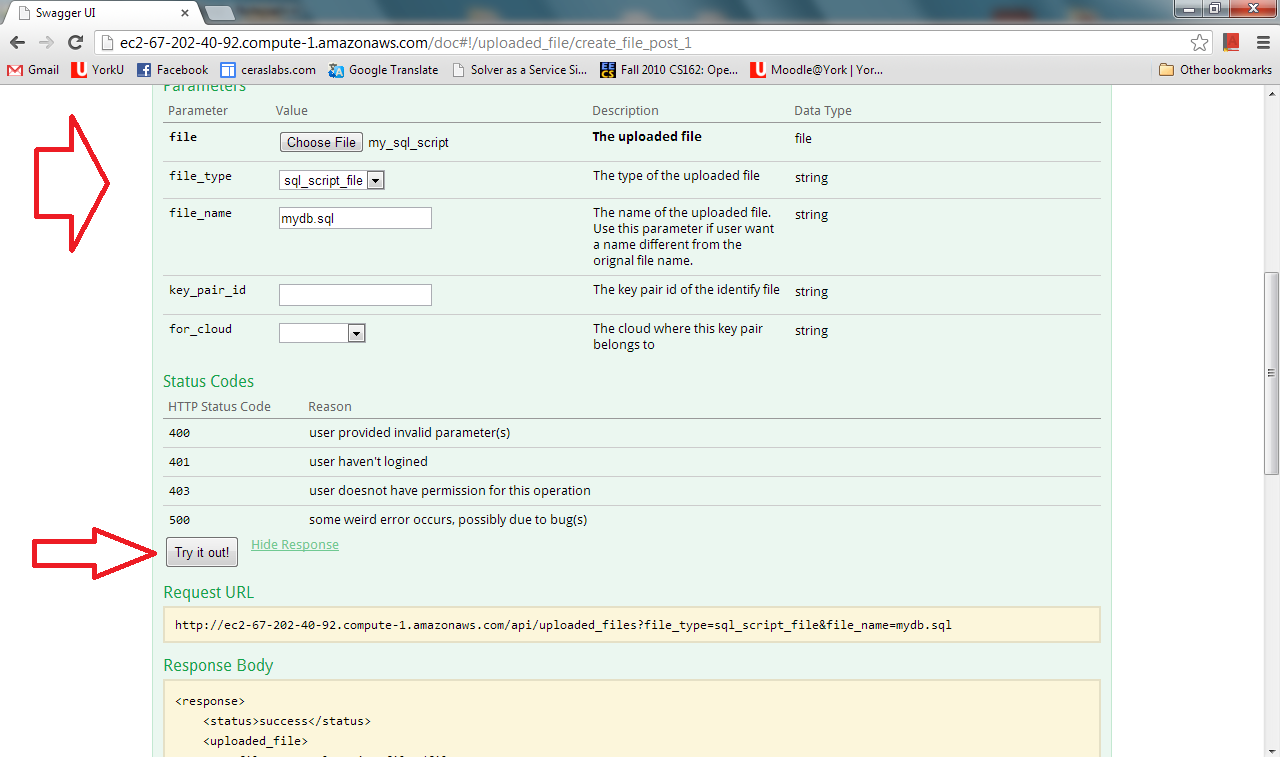 Swagger UI
ec2-67-202-40-92.compute-1.amazonaws.com/doc#!/uploaded_file/create_file_post_1
Gmail YorkU Facebook ceraslabs.com Google Translate Solver as a Service Si... EECS Fall 2010 CS162: Ope... Moodle@York | Yor... Other bookmarks
Parameters
Parameter Value Description Data Type
file Choose File my_sql_script The uploaded file file
file_type sql_script_file The type of the uploaded file string
file_name mydb.sql The name of the uploaded file. string
Use this parameter if user want
a name different from the
orignal file name.
key_pair_id The key pair id of the identify file string
for_cloud The cloud where this key pair string
belongs to
Status Codes
HTTP Status Code Reason
400 user provided invalid parameter(s)
401 user haven't logined
403 user doesnot have permission for this operation
500 some weird error occurs, possibly due to bug(s)
Try it out! Hide Response
Request URL
http://ec2-67-202-40-92.compute-1.amazonaws.com/api/uploaded_files?file_type=sql_script_file&file_name=mydb.sql
Response Body
<response>
<status>success</status>
<uploaded_file>